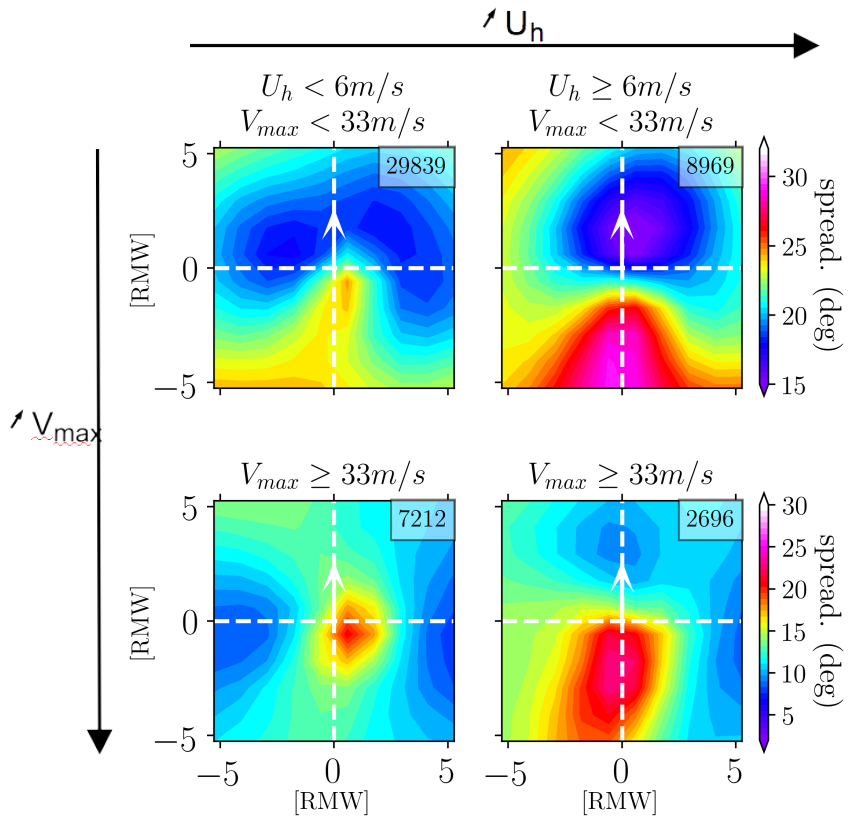 ↗ U_h
U_h < 6m/s
V_max < 33m/s
U_h ≥ 6m/s
V_max < 33m/s
5
29839
8969
[RMW]
0
−5
30
25
20
15
spread. (deg)
↗ V_max
V_max ≥ 33m/s
V_max ≥ 33m/s
5
7212
2696
[RMW]
0
−5
30
25
20
15
10
5
spread. (deg)
−5 0 5
−5 0 5
[RMW]
[RMW]